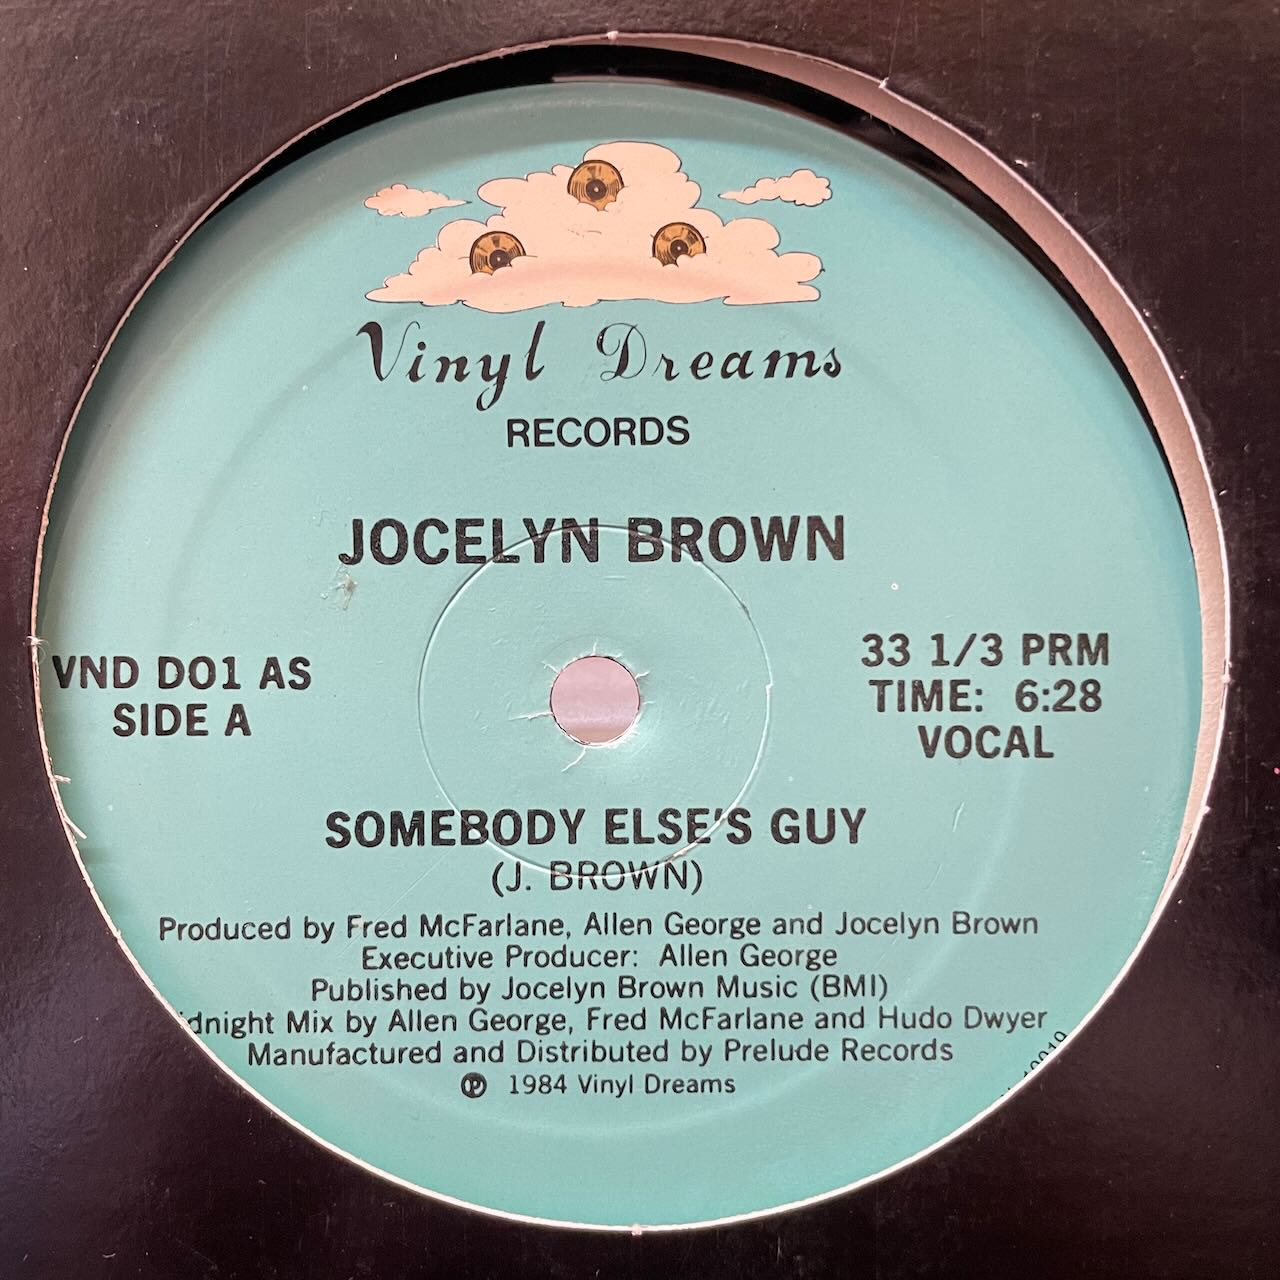 Vinyl Dreams
RECORDS
JOCELYN BROWN
VND D01 AS
SIDE A
33 1/3 PRM
TIME: 6:28
VOCAL
SOMEBODY ELSE'S GUY
(J. BROWN)
Produced by Fred McFarlane, Allen George and Jocelyn Brown
Executive Producer: Allen George
Published by Jocelyn Brown Music (BMI)
Mix by Allen George, Fred McFarlane and Hudo Dwyer
Manufactured and Distributed by Prelude Records
℗ 1984 Vinyl Dreams